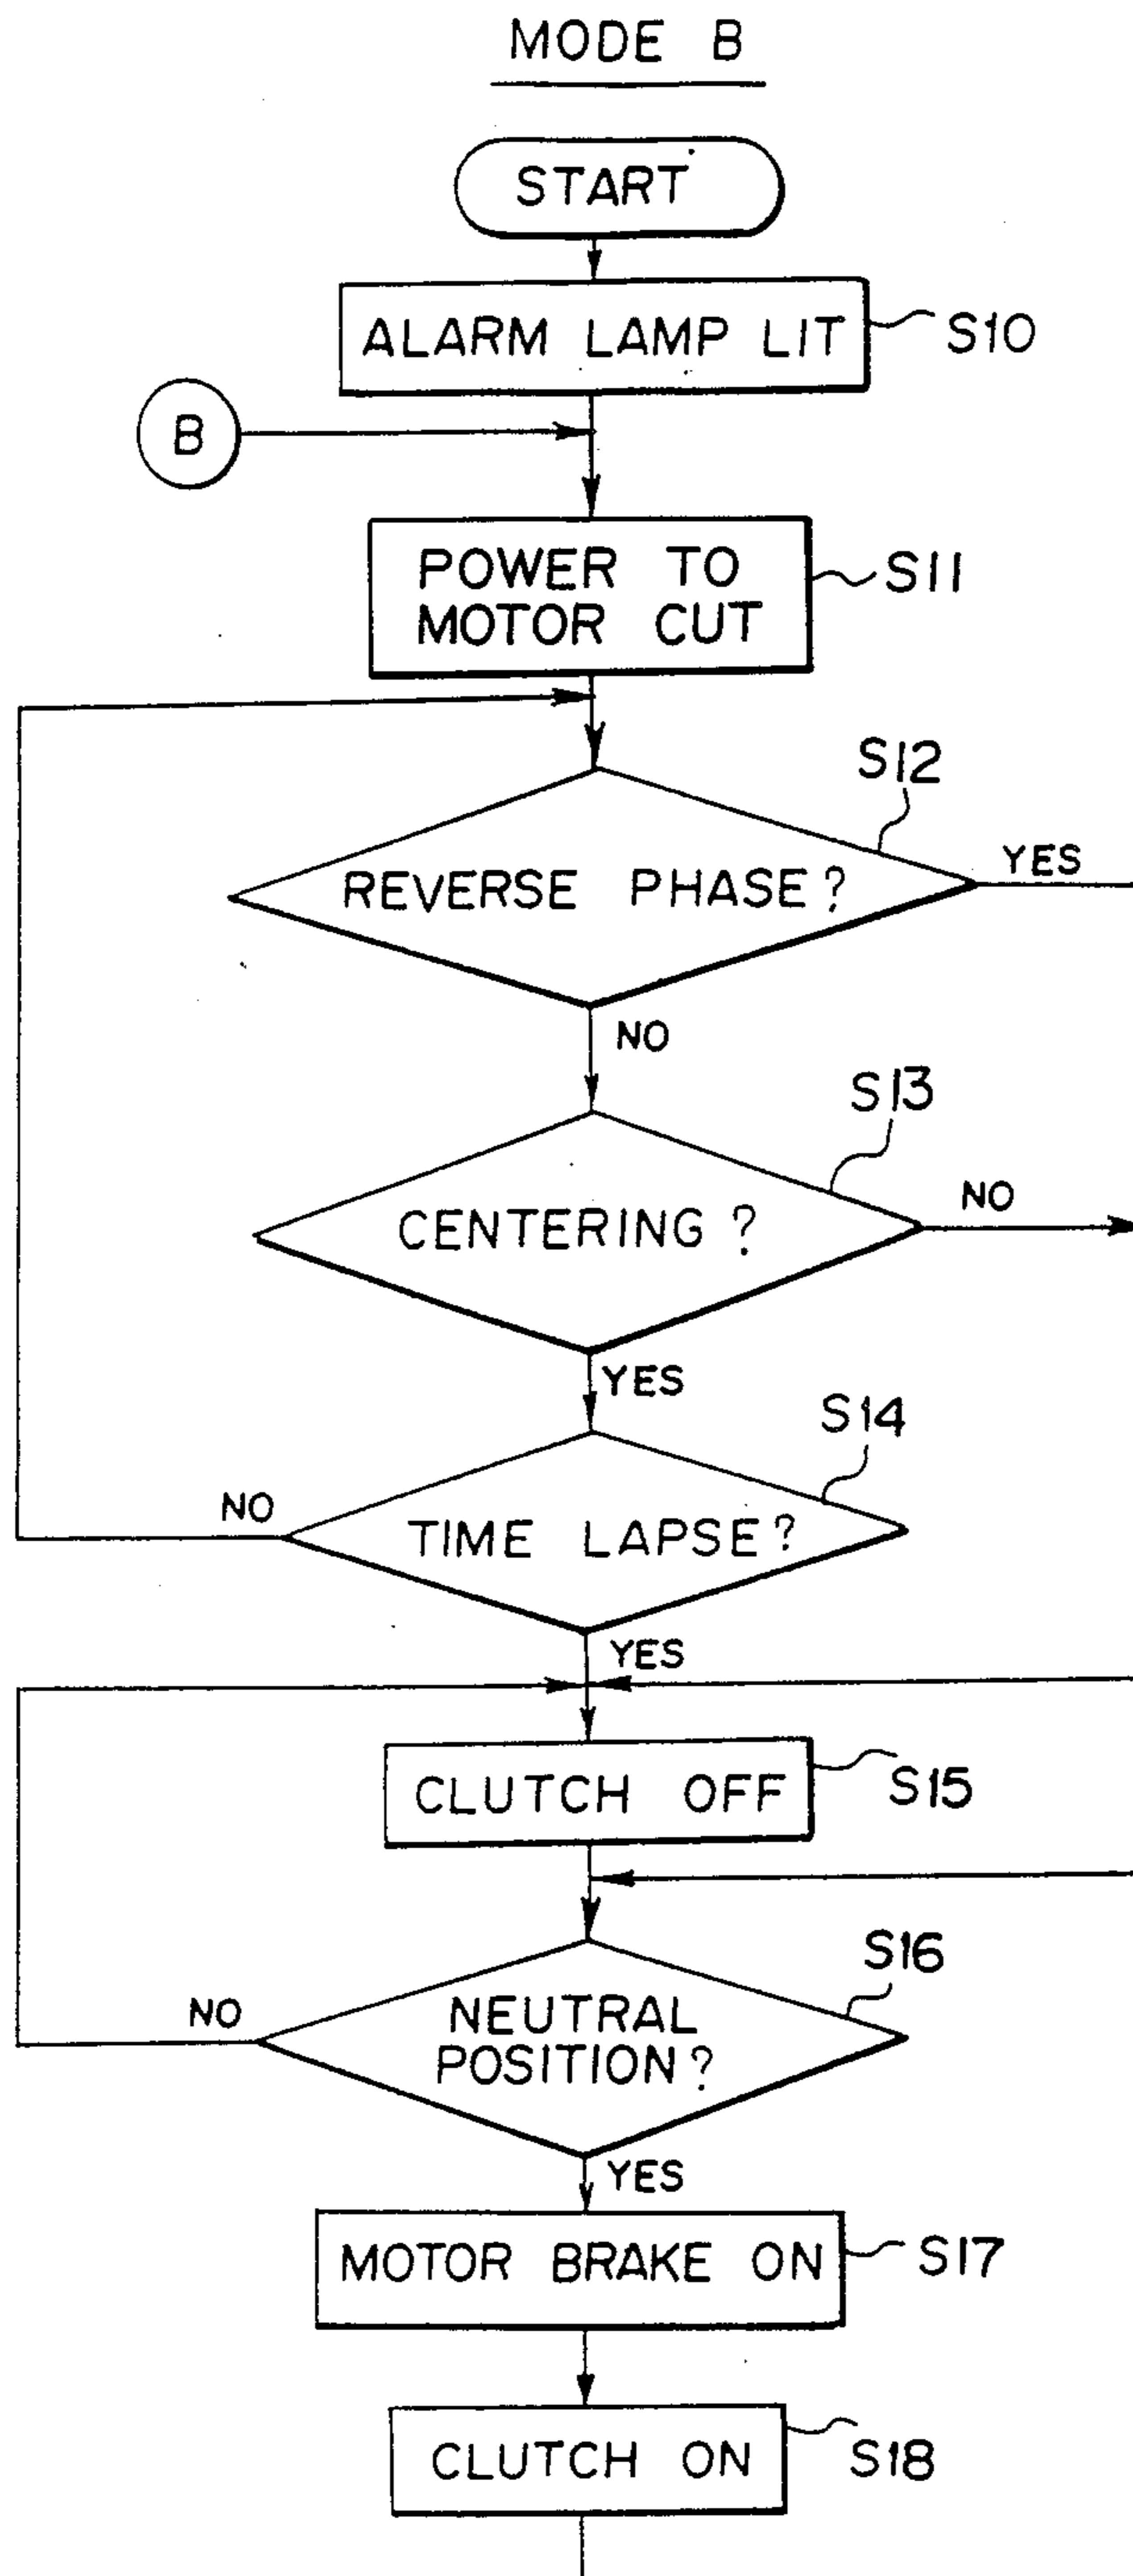 MODE B
START
ALARM LAMP LIT
S10
B
POWER TO
MOTOR CUT
S11
S12
REVERSE PHASE?
YES
NO
S13
CENTERING?
NO
YES
S14
NO
TIME LAPSE?
YES
CLUTCH OFF
S15
S16
NO
NEUTRAL
POSITION?
YES
MOTOR BRAKE ON
S17
CLUTCH ON
S18